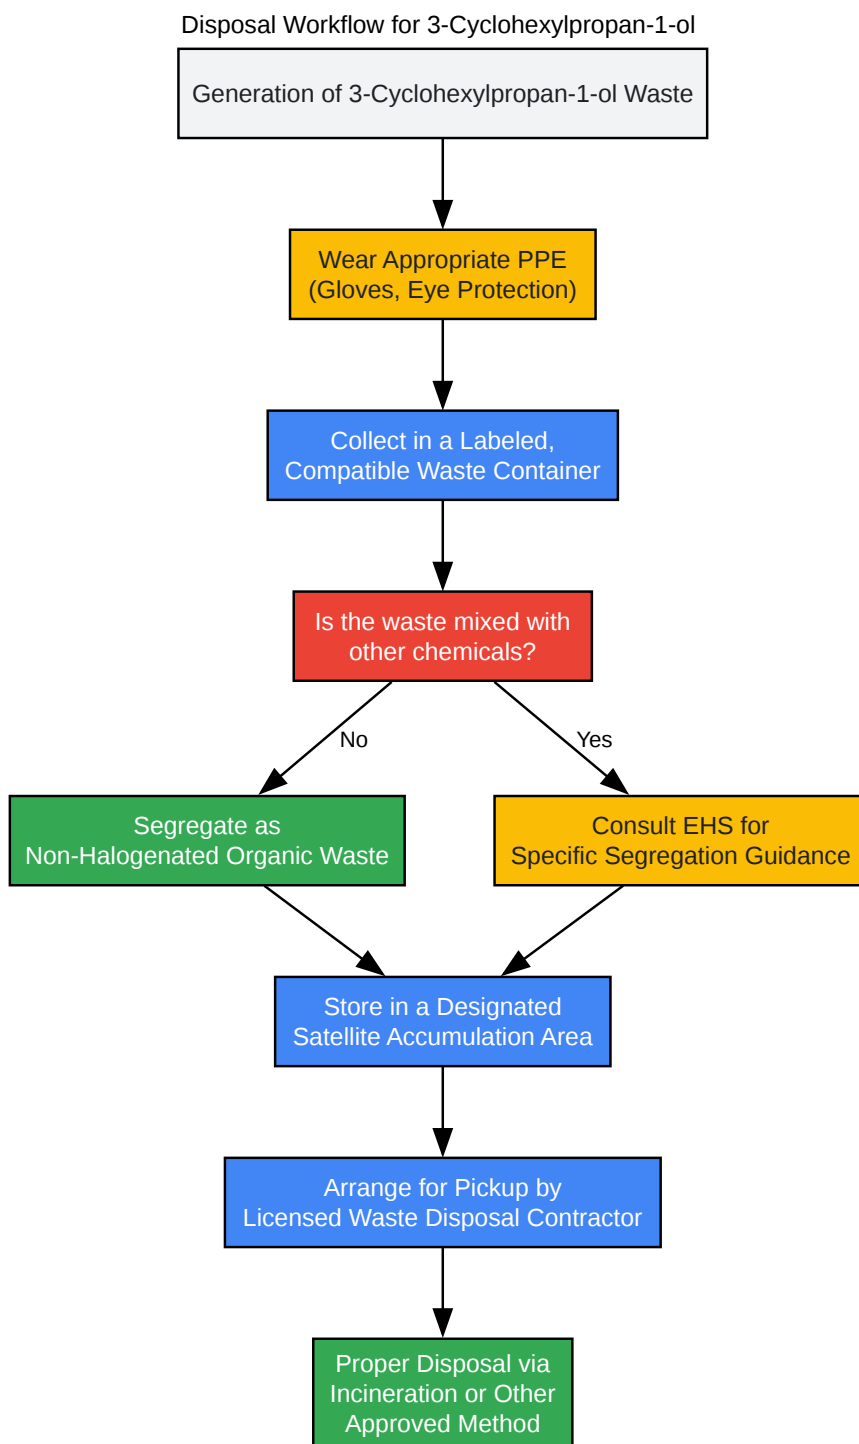 Disposal Workflow for 3-Cyclohexylpropan-1-ol
Generation of 3-Cyclohexylpropan-1-ol Waste
Wear Appropriate PPE
(Gloves, Eye Protection)
Collect in a Labeled,
Compatible Waste Container
Is the waste mixed with
other chemicals?
No
Yes
Segregate as
Non-Halogenated Organic Waste
Consult EHS for
Specific Segregation Guidance
Store in a Designated
Satellite Accumulation Area
Arrange for Pickup by
Licensed Waste Disposal Contractor
Proper Disposal via
Incineration or Other
Approved Method